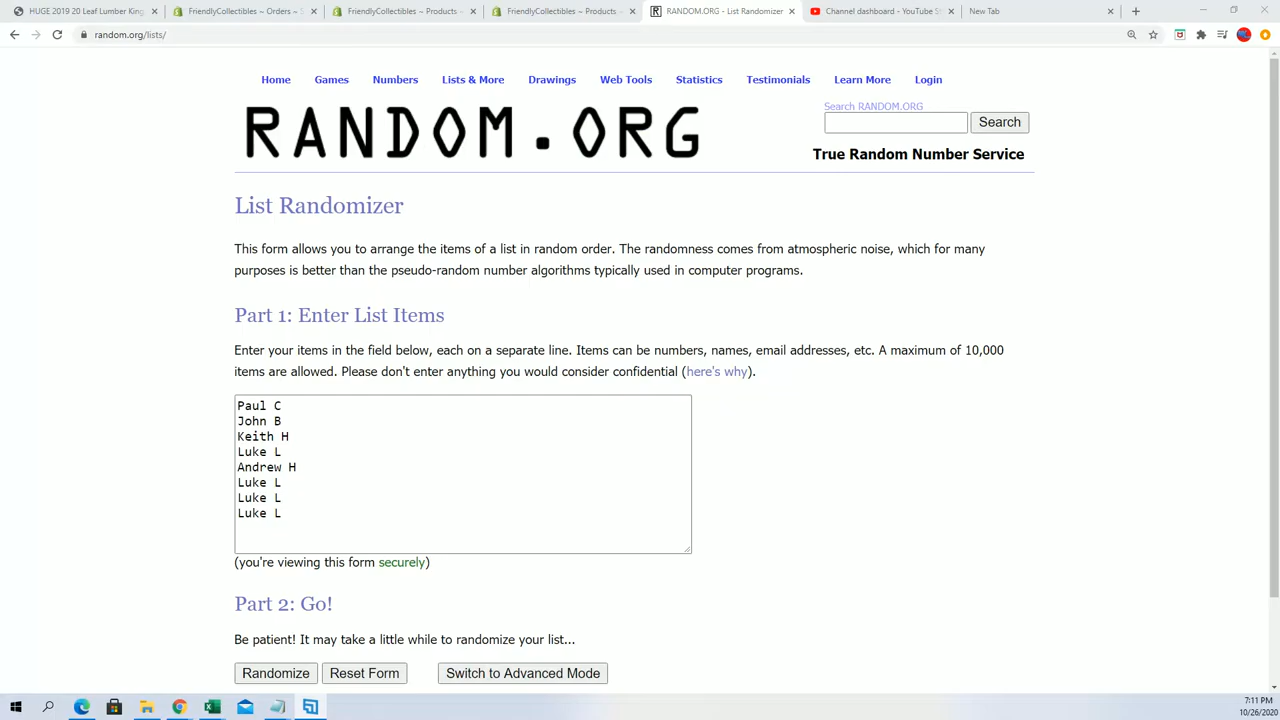 HUGE 2019 20 Leaf Lumber King
FriendlyCollectibles ~ Orders ~ S
FriendlyCollectibles ~ Products ~
FriendlyCollectibles ~ Products ~
RANDOM.ORG - List Randomizer
Channel dashboard - YouTube St
New Tab
random.org/lists/
Home Games Numbers Lists & More Drawings Web Tools Statistics Testimonials Learn More Login
RANDOM.ORG
Search RANDOM.ORG
Search
True Random Number Service
List Randomizer
This form allows you to arrange the items of a list in random order. The randomness comes from atmospheric noise, which for many
purposes is better than the pseudo-random number algorithms typically used in computer programs.
Part 1: Enter List Items
Enter your items in the field below, each on a separate line. Items can be numbers, names, email addresses, etc. A maximum of 10,000
items are allowed. Please don't enter anything you would consider confidential (here's why).
Paul C
John B
Keith H
Luke L
Andrew H
Luke L
Luke L
Luke L
(you're viewing this form securely)
Part 2: Go!
Be patient! It may take a little while to randomize your list...
Randomize Reset Form Switch to Advanced Mode
7:11 PM
10/26/2020